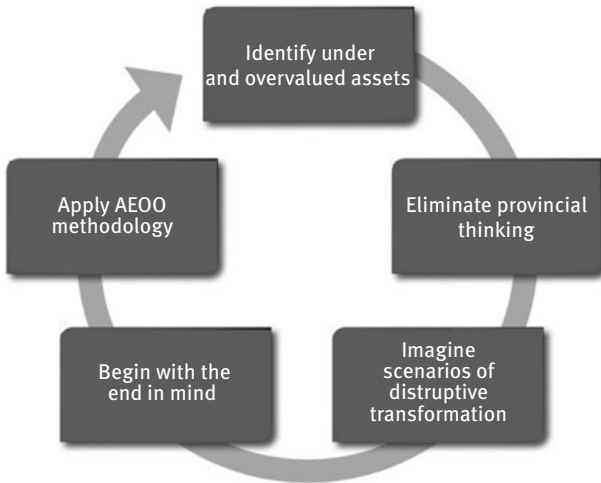 Identify under
and overvalued assets
Eliminate provincial
thinking
Imagine
scenarios of
distruptive
transformation
Begin with the
end in mind
Apply AEOO
methodology